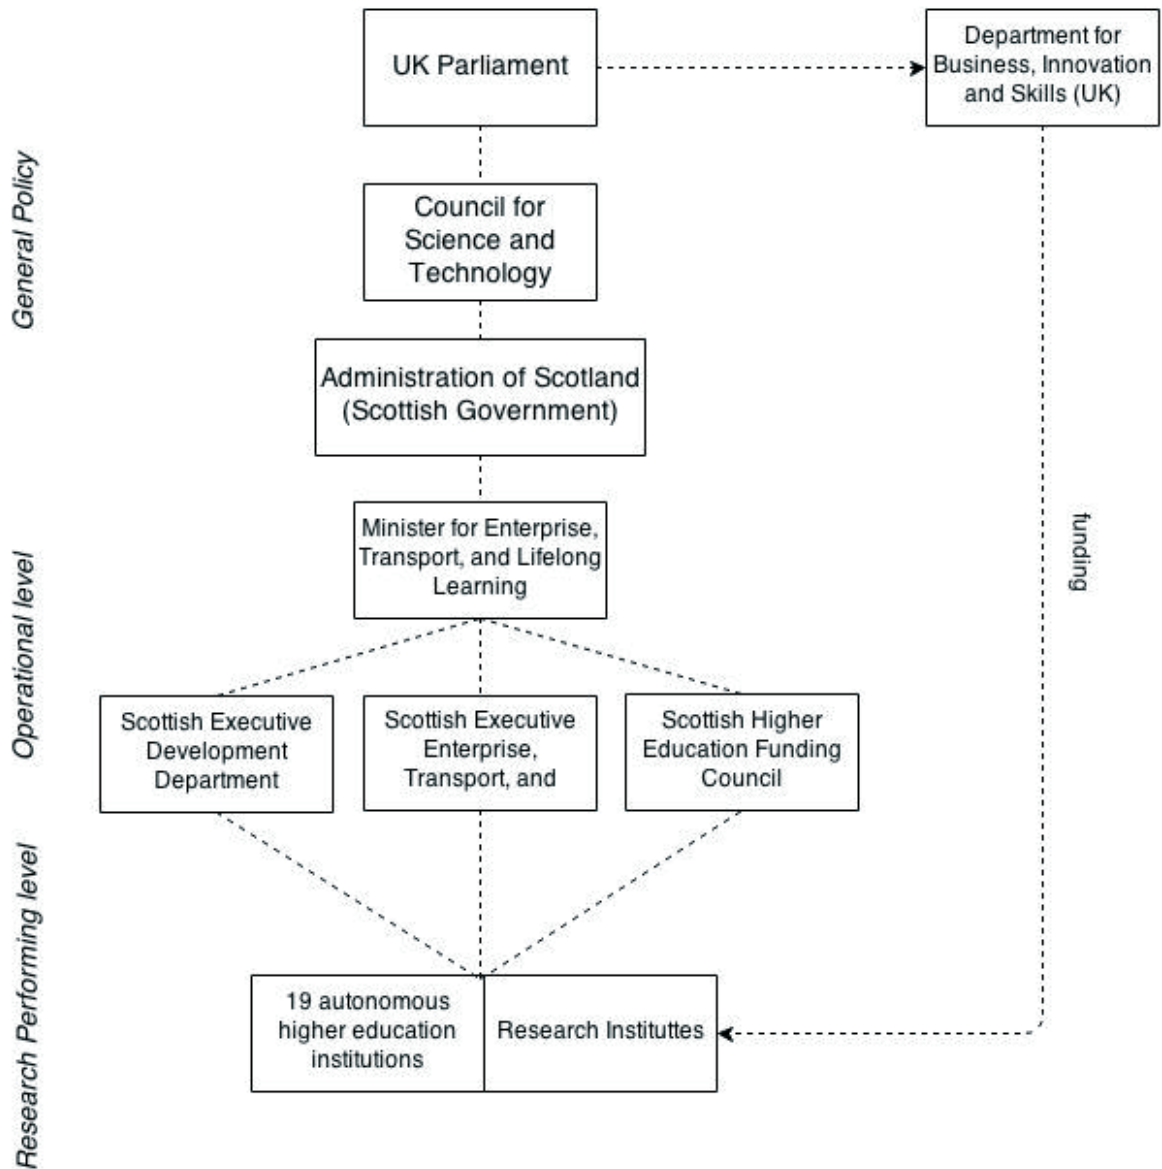 UK Parliament
Department for
Business, Innovation
and Skills (UK)
General Policy
Council for
Science and
Technology
Administration of Scotland
(Scottish Government)
Operational level
Minister for Enterprise,
Transport, and Lifelong
Learning
funding
Scottish Executive
Development
Department
Scottish Executive
Enterprise,
Transport, and
Scottish Higher
Education Funding
Council
Research Performing level
19 autonomous
higher education
institutions
Research Instituttes